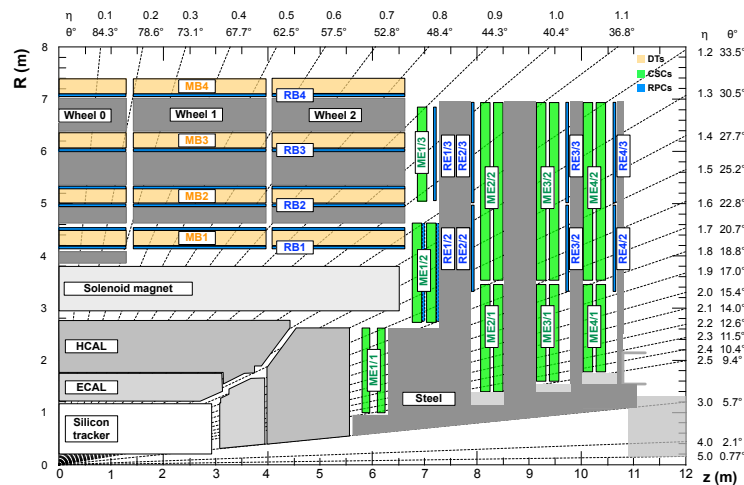 η 0.1 0.2 0.3 0.4 0.5 0.6 0.7 0.8 0.9 1.0 1.1 η θ°
θ° 84.3° 78.6° 73.1° 67.7° 62.5° 57.5° 52.8° 48.4° 44.3° 40.4° 36.8°
R (m)
8
7
6
5
4
3
2
1
0
1.2 33.5°
1.3 30.5°
1.4 27.7°
1.5 25.2°
1.6 22.8°
1.7 20.7°
1.8 18.8°
1.9 17.0°
2.0 15.4°
2.1 14.0°
2.2 12.6°
2.3 11.5°
2.4 10.4°
2.5 9.4°
3.0 5.7°
4.0 2.1°
5.0 0.77°
DTs
CSCs
RPCs
MB4
RB4
Wheel 0
Wheel 1
Wheel 2
MB3
RB3
MB2
RB2
MB1
RB1
Solenoid magnet
HCAL
ECAL
Silicon
tracker
Steel
ME1/3
RE1/3
RE2/3
ME2/2
ME3/2
RE3/3
ME4/2
RE4/3
ME1/2
RE1/2
RE2/2
RE3/2
RE4/2
ME1/1
ME2/1
ME3/1
ME4/1
0 1 2 3 4 5 6 7 8 9 10 11 12
z (m)